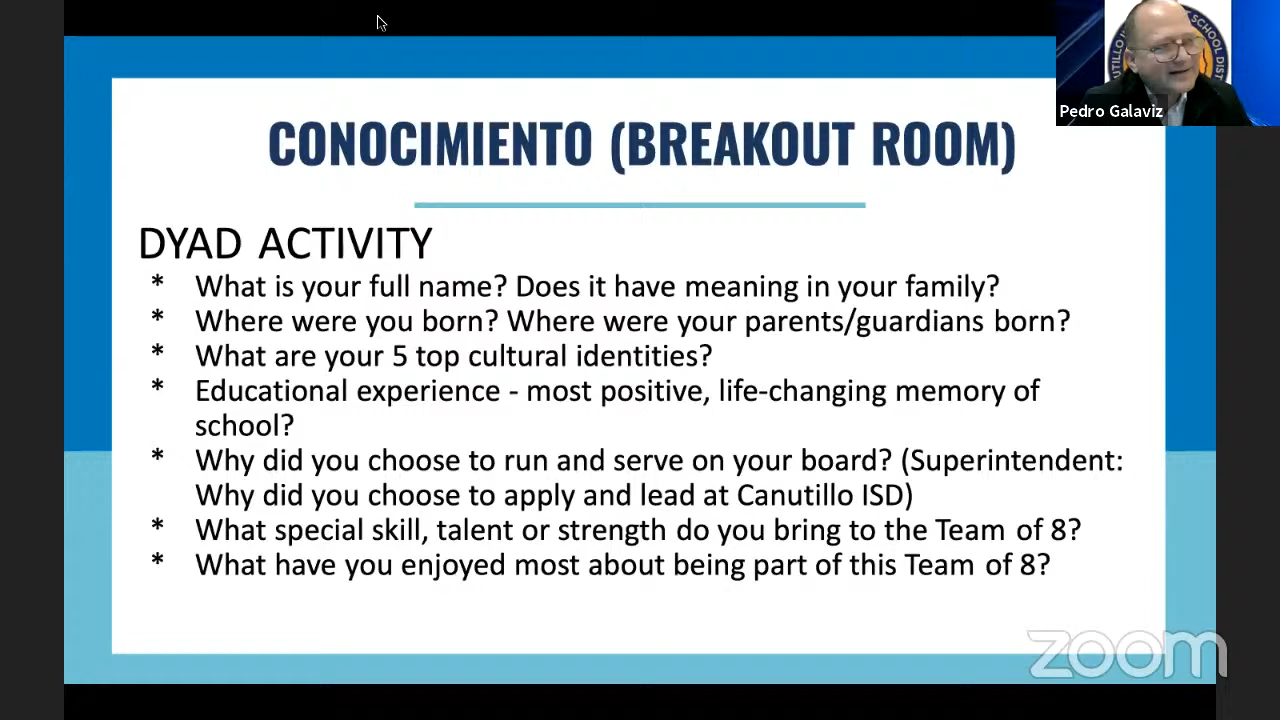 CONOCIMIENTO (BREAKOUT ROOM)
DYAD ACTIVITY
* What is your full name? Does it have meaning in your family?
* Where were you born? Where were your parents/guardians born?
* What are your 5 top cultural identities?
* Educational experience - most positive, life-changing memory of
school?
* Why did you choose to run and serve on your board? (Superintendent:
Why did you choose to apply and lead at Canutillo ISD)
* What special skill, talent or strength do you bring to the Team of 8?
* What have you enjoyed most about being part of this Team of 8?
Pedro Galaviz
zoom